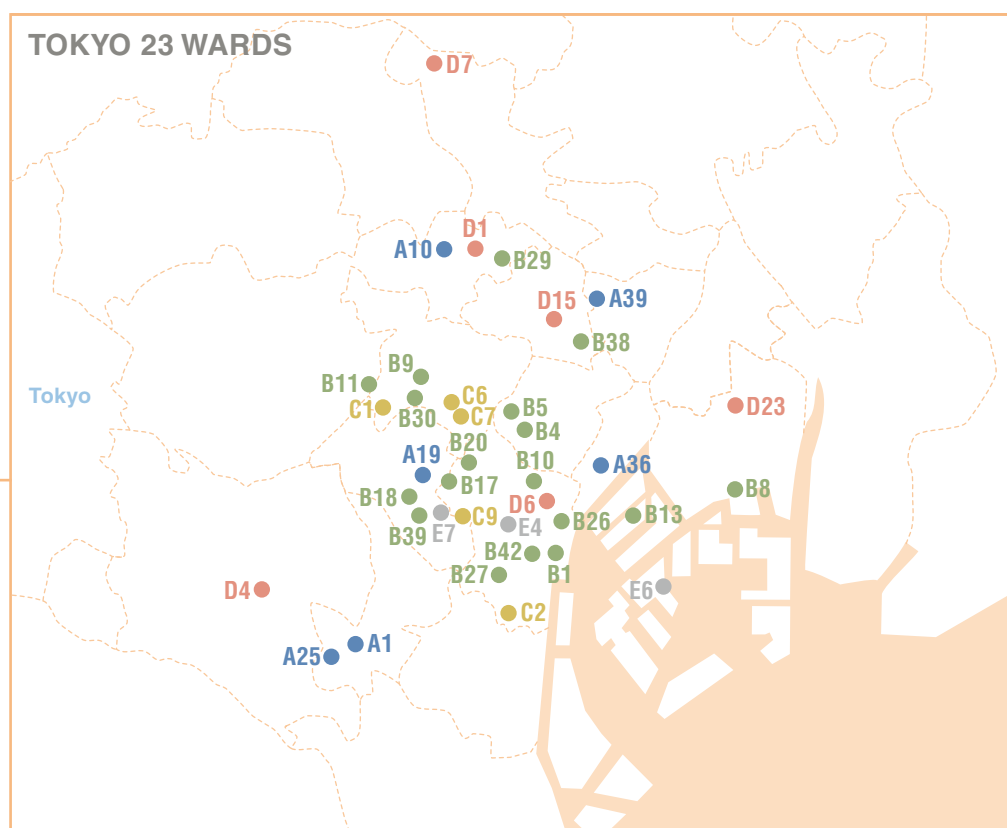 TOKYO 23 WARDS
D7
D1
A10
B29
A39
D15
B38
B9
B11
C6
Tokyo
C1
B30
C7
B5
D23
B4
B20
A19
B10
A36
B17
B8
B18
D6
B13
C9
B26
E4
B39
E7
B42
B1
B27
D4
E6
C2
A1
A25